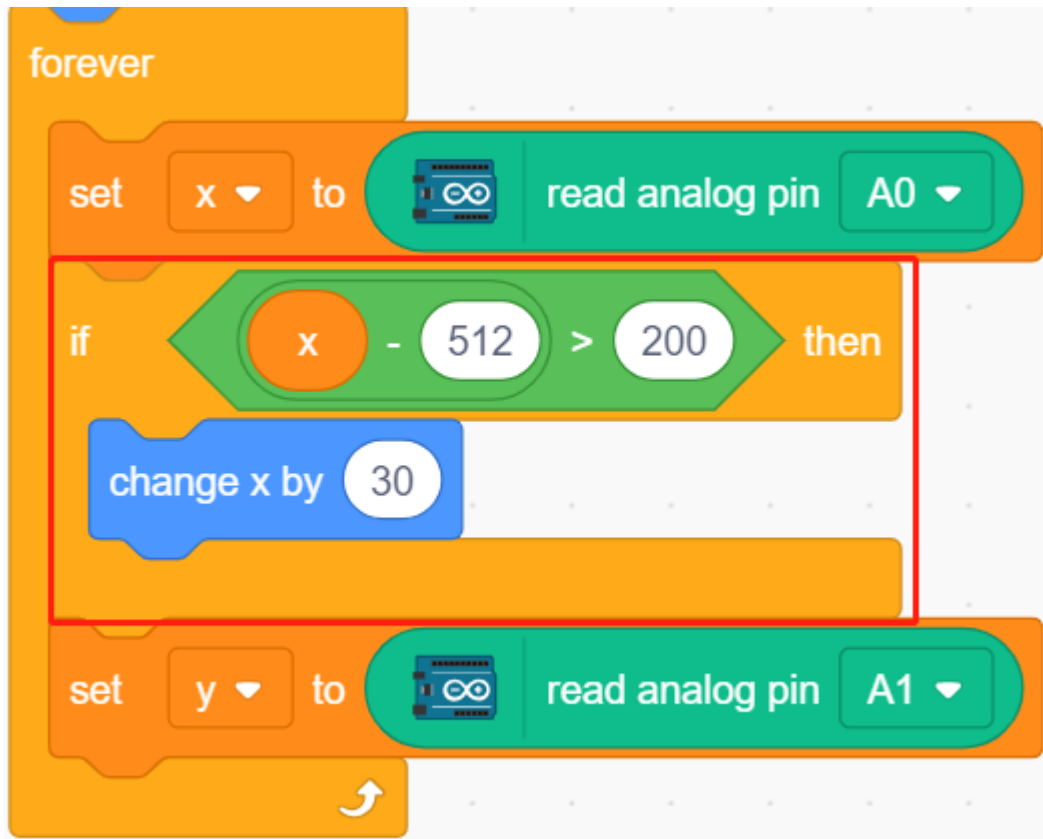 forever
set x to read analog pin A0
if x - 512 > 200 then
change x by 30
set y to read analog pin A1